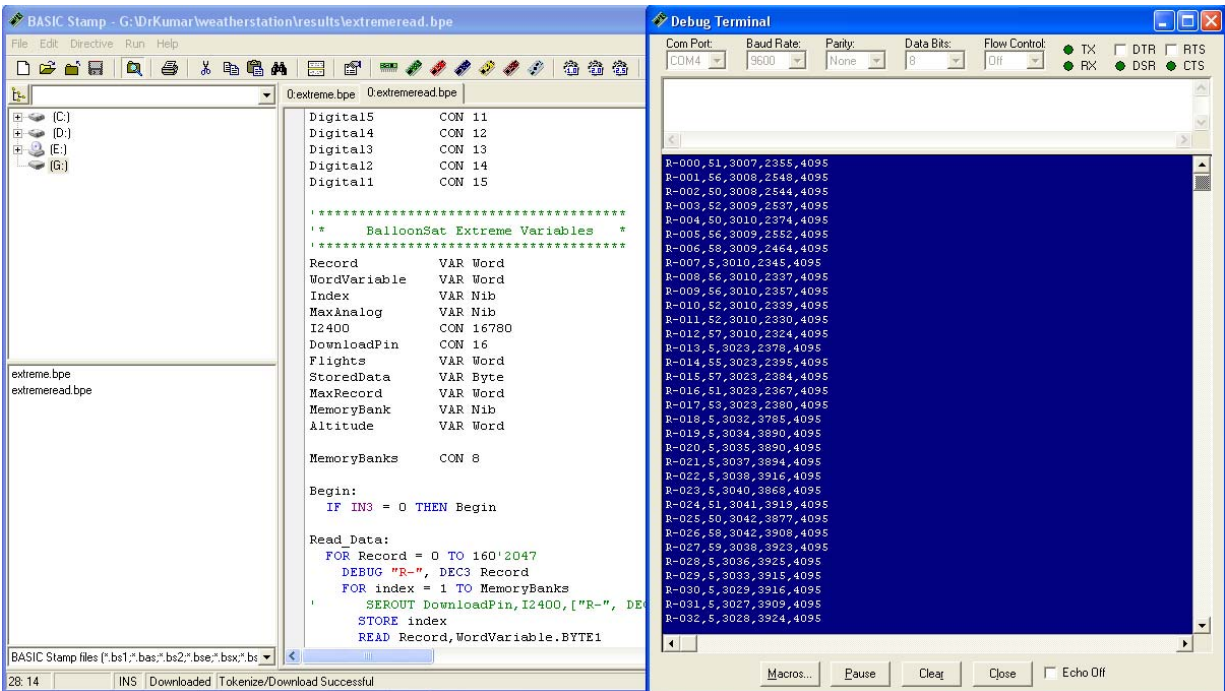 BASIC Stamp - G:\DrKumar\weatherstation\results\extremeread.bpe
File Edit Directive Run Help
(C:)
(D:)
(E:)
(G:)
extreme.bpe
extremeread.bpe
BASIC Stamp files (*.bs1;*.bas;*.bs2;*.bse;*.bsx;*.bs
0:extreme.bpe 0:extremeread.bpe
Digital5 CON 11
Digital4 CON 12
Digital3 CON 13
Digital2 CON 14
Digital1 CON 15
'**************************************
'* BalloonSat Extreme Variables *
'**************************************
Record VAR Word
WordVariable VAR Word
Index VAR Nib
MaxAnalog VAR Nib
I2400 CON 16780
DownloadPin CON 16
Flights VAR Word
StoredData VAR Byte
MaxRecord VAR Word
MemoryBank VAR Nib
Altitude VAR Word
MemoryBanks CON 8
Begin:
IF IN3 = 0 THEN Begin
Read_Data:
FOR Record = 0 TO 160'2047
DEBUG "R-", DEC3 Record
FOR index = 1 TO MemoryBanks
' SEROUT DownloadPin,I2400,["R-", DE
STORE index
READ Record,WordVariable.BYTE1
28: 14 INS Downloaded Tokenize/Download Successful
Debug Terminal
Com Port: Baud Rate: Parity: Data Bits: Flow Control:
COM4 9600 None 8 Off
TX DTR RTS
RX DSR CTS
R-000,51,3007,2355,4095
R-001,56,3008,2548,4095
R-002,50,3008,2544,4095
R-003,52,3009,2537,4095
R-004,50,3010,2374,4095
R-005,56,3009,2552,4095
R-006,58,3009,2464,4095
R-007,5,3010,2345,4095
R-008,56,3010,2337,4095
R-009,56,3010,2357,4095
R-010,52,3010,2339,4095
R-011,52,3010,2330,4095
R-012,57,3010,2324,4095
R-013,5,3023,2378,4095
R-014,55,3023,2395,4095
R-015,57,3023,2384,4095
R-016,51,3023,2367,4095
R-017,53,3023,2380,4095
R-018,5,3032,3785,4095
R-019,5,3034,3890,4095
R-020,5,3035,3890,4095
R-021,5,3037,3894,4095
R-022,5,3038,3916,4095
R-023,5,3040,3868,4095
R-024,51,3041,3919,4095
R-025,50,3042,3877,4095
R-026,58,3042,3908,4095
R-027,59,3038,3923,4095
R-028,5,3036,3925,4095
R-029,5,3033,3915,4095
R-030,5,3029,3916,4095
R-031,5,3027,3909,4095
R-032,5,3028,3924,4095
Macros... Pause Clear Close Echo Off